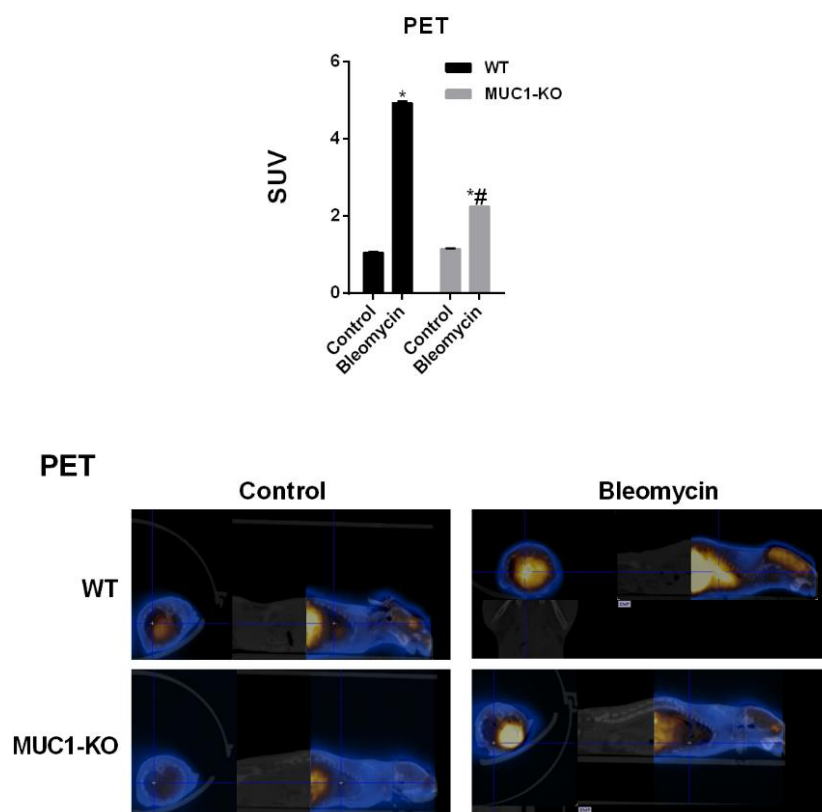 PET
6
4
2
0
SUV
WT
MUC1-KO
*
*#
Control
Bleomycin
Control
Bleomycin
PET
Control
Bleomycin
WT
MUC1-KO